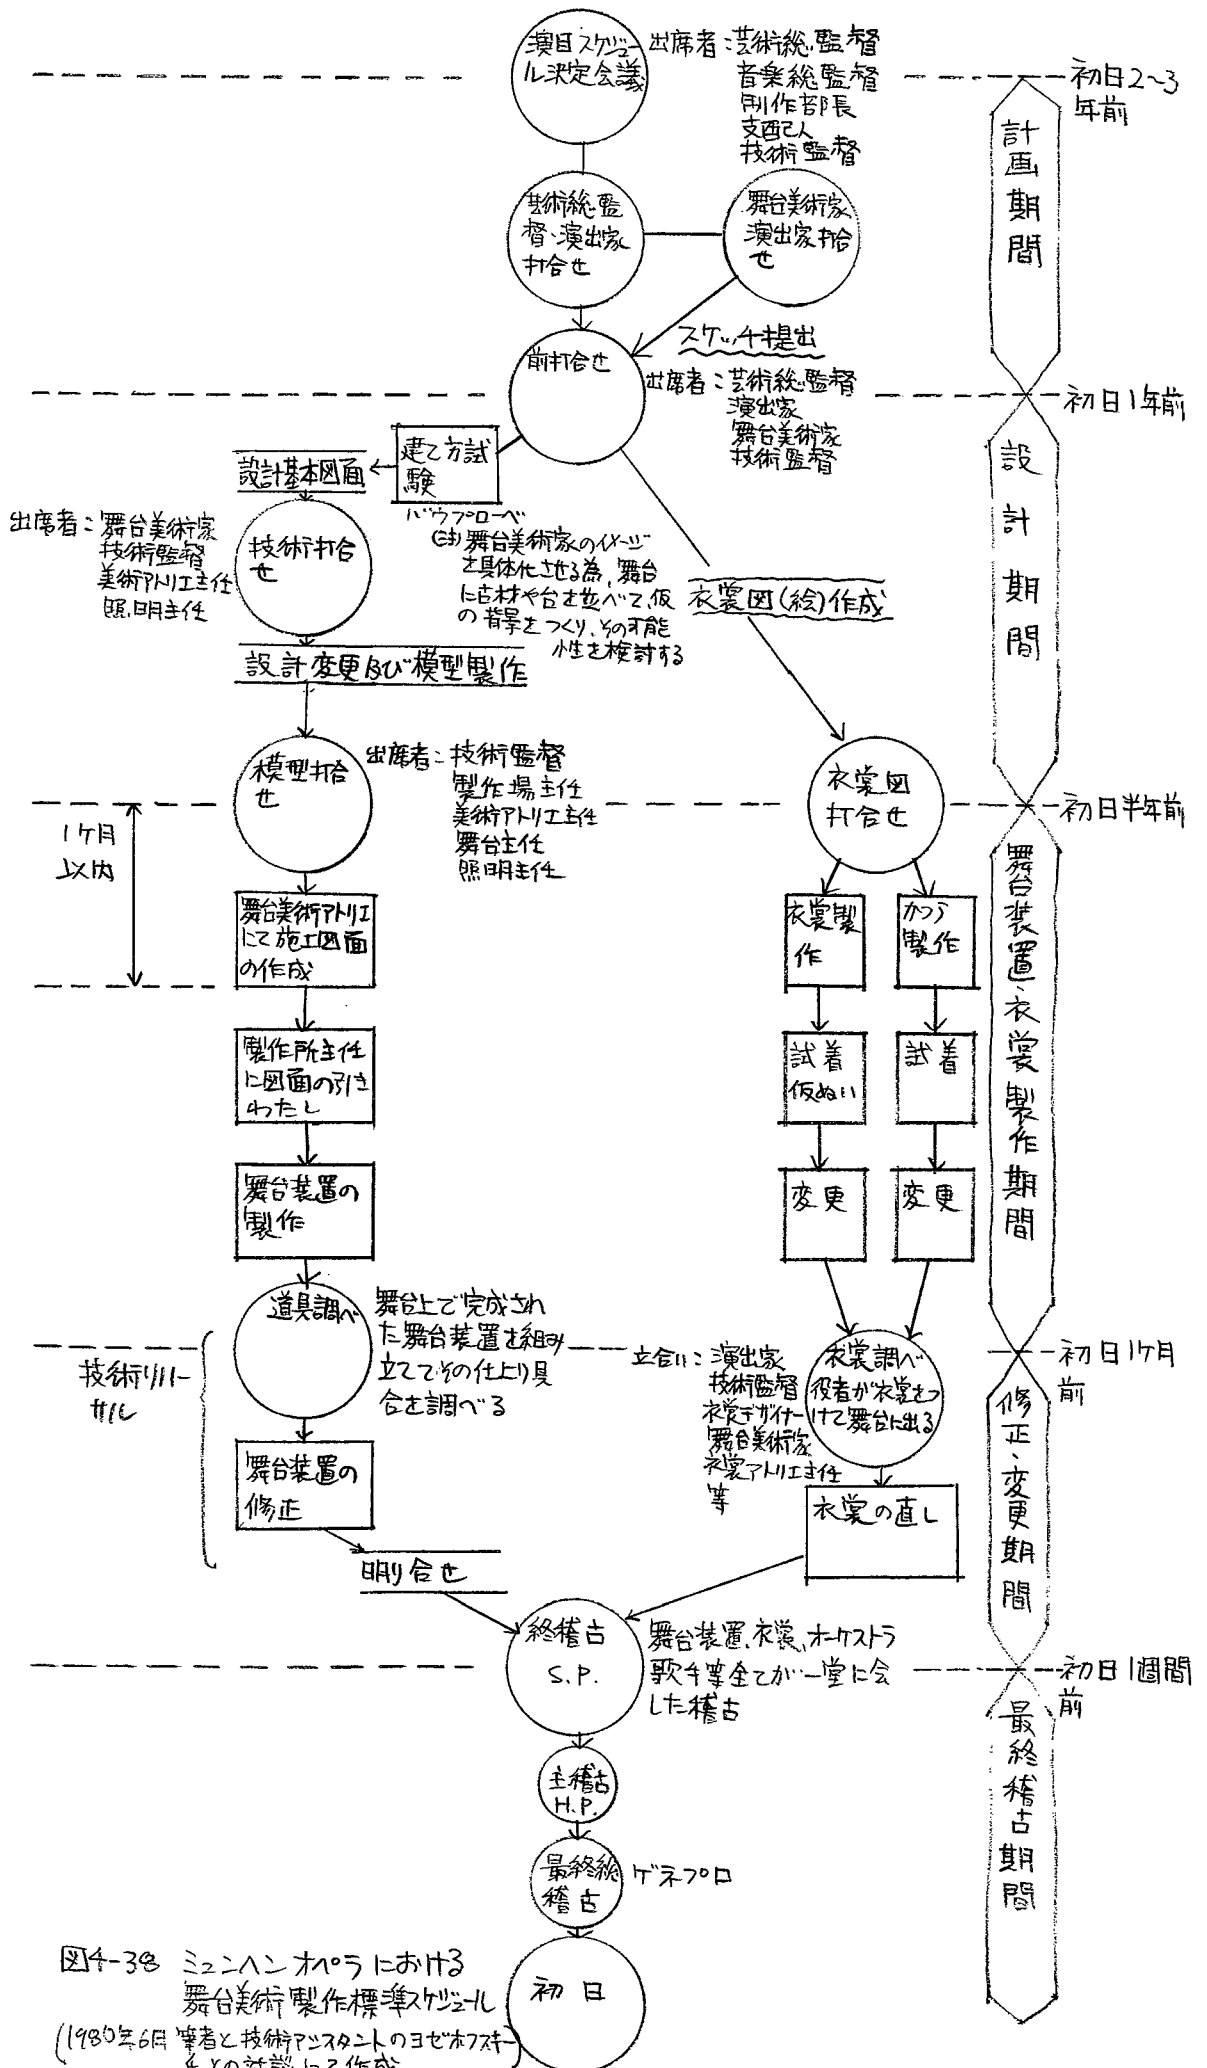 演目スケジュー
ル決定会議
出席者：芸術総監督
音楽総監督
制作部長
支配人
技術監督
初日2〜3
年前
計画期間
芸術総監
督・演出家
打合せ
舞台美術家
演出家打合
せ
スケッチ提出
前打合せ
出席者：芸術総監督
演出家
舞台美術家
技術監督
初日1年前
設計期間
建て方試
験
バウプローベ
(注)舞台美術家のイメージ
を具体化させる為、舞台
に古材や台を並べて、仮
の背景をつくり、その可能
性を検討する
設計基本図面
出席者：舞台美術家
技術監督
美術アトリエ主任
照明主任
技術打合
せ
設計変更及び模型製作
衣裳図(絵)作成
模型打合
せ
出席者：技術監督
製作場主任
美術アトリエ主任
舞台主任
照明主任
衣裳図
打合せ
初日半年前
1ヶ月
以内
舞台美術アトリエ
にて施工図面
の作成
衣裳製
作
かつら
製作
舞台装置・衣裳製作期間
製作所主任
に図面の引き
わたし
試着
仮ぬい
試着
舞台装置の
製作
変更
変更
道具調べ
舞台上で完成され
た舞台装置を組み
立ててその仕上り具
合を調べる
技術リハー
サル
立合い：演出家
技術監督
衣裳デザイナー
舞台美術家
衣裳アトリエ主任
等
衣裳調べ
役者が衣裳をつ
けて舞台に出る
初日1ヶ月
前
修正、変更期間
舞台装置の
修正
衣裳の直し
明り合せ
終稽古
S.P.
舞台装置、衣裳、オーケストラ
歌手等全てが一堂に会
した稽古
初日1週間
前
最終稽古期間
主稽古
H.P.
最終総
稽古
ゲネプロ
初日
図4-38 ミュンヘンオペラにおける
舞台美術製作標準スケジュール
(1980年6月 筆者と技術アシスタントのヨゼホフスキー